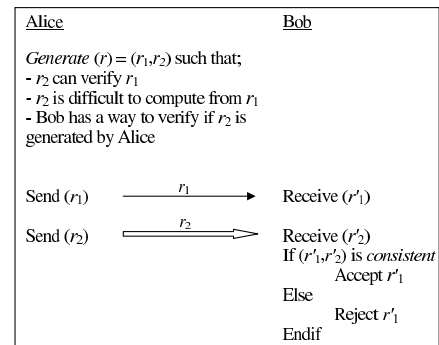 Alice Bob
Generate (r) = (r₁,r₂) such that;
- r₂ can verify r₁
- r₂ is difficult to compute from r₁
- Bob has a way to verify if r₂ is
generated by Alice
Send (r₁) r₁ Receive (r'₁)
Send (r₂) r₂ Receive (r'₂)
If (r'₁,r'₂) is consistent
Accept r'₁
Else
Reject r'₁
Endif